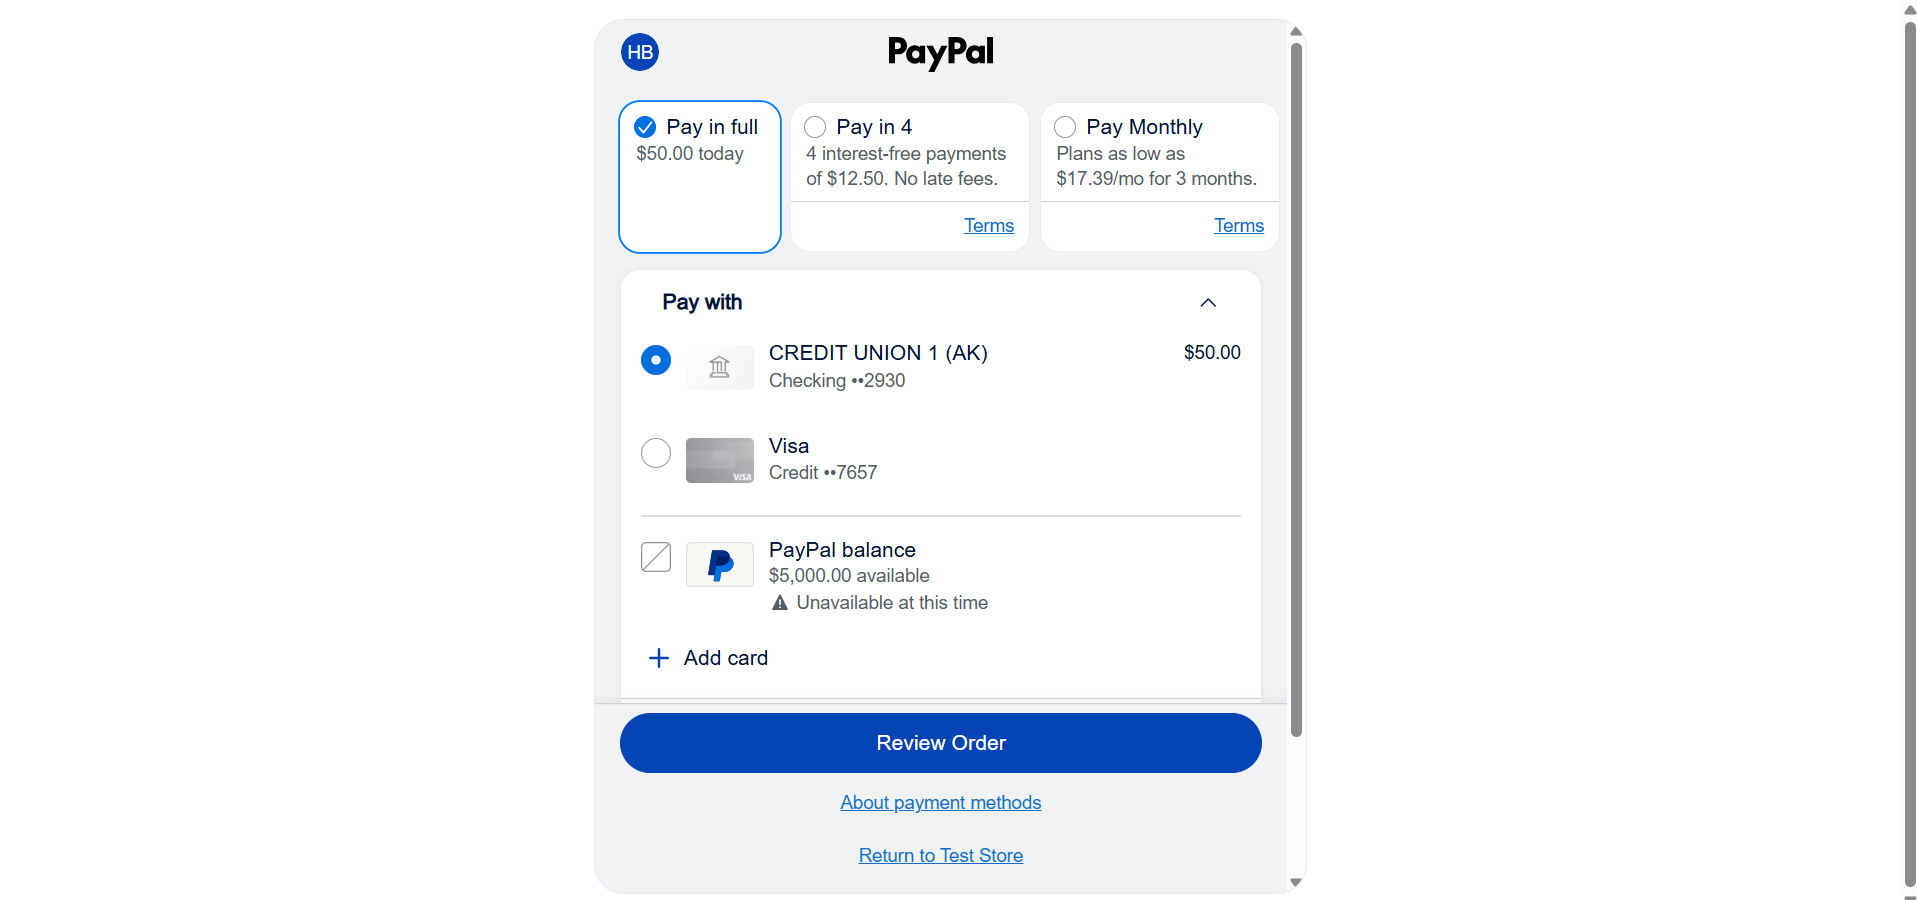 HB
PayPal
Pay in full
$50.00 today
Pay in 4
4 interest-free payments
of $12.50. No late fees.
Terms
Pay Monthly
Plans as low as
$17.39/mo for 3 months.
Terms
Pay with
CREDIT UNION 1 (AK)
$50.00
Checking ••2930
VISA
Visa
Credit ••7657
PayPal balance
$5,000.00 available
Unavailable at this time
Add card
Review Order
About payment methods
Return to Test Store